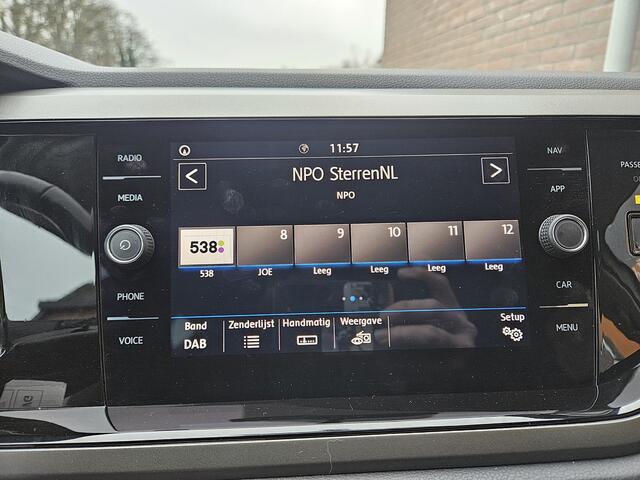 11:57
RADIO
NAV
NPO SterrenNL
NPO
MEDIA
APP
538
8
9
10
11
12
538
JOE
Leeg
Leeg
Leeg
Leeg
PHONE
CAR
Band
Zenderlijst
Handmatig
Weergave
Setup
DAB
VOICE
MENU